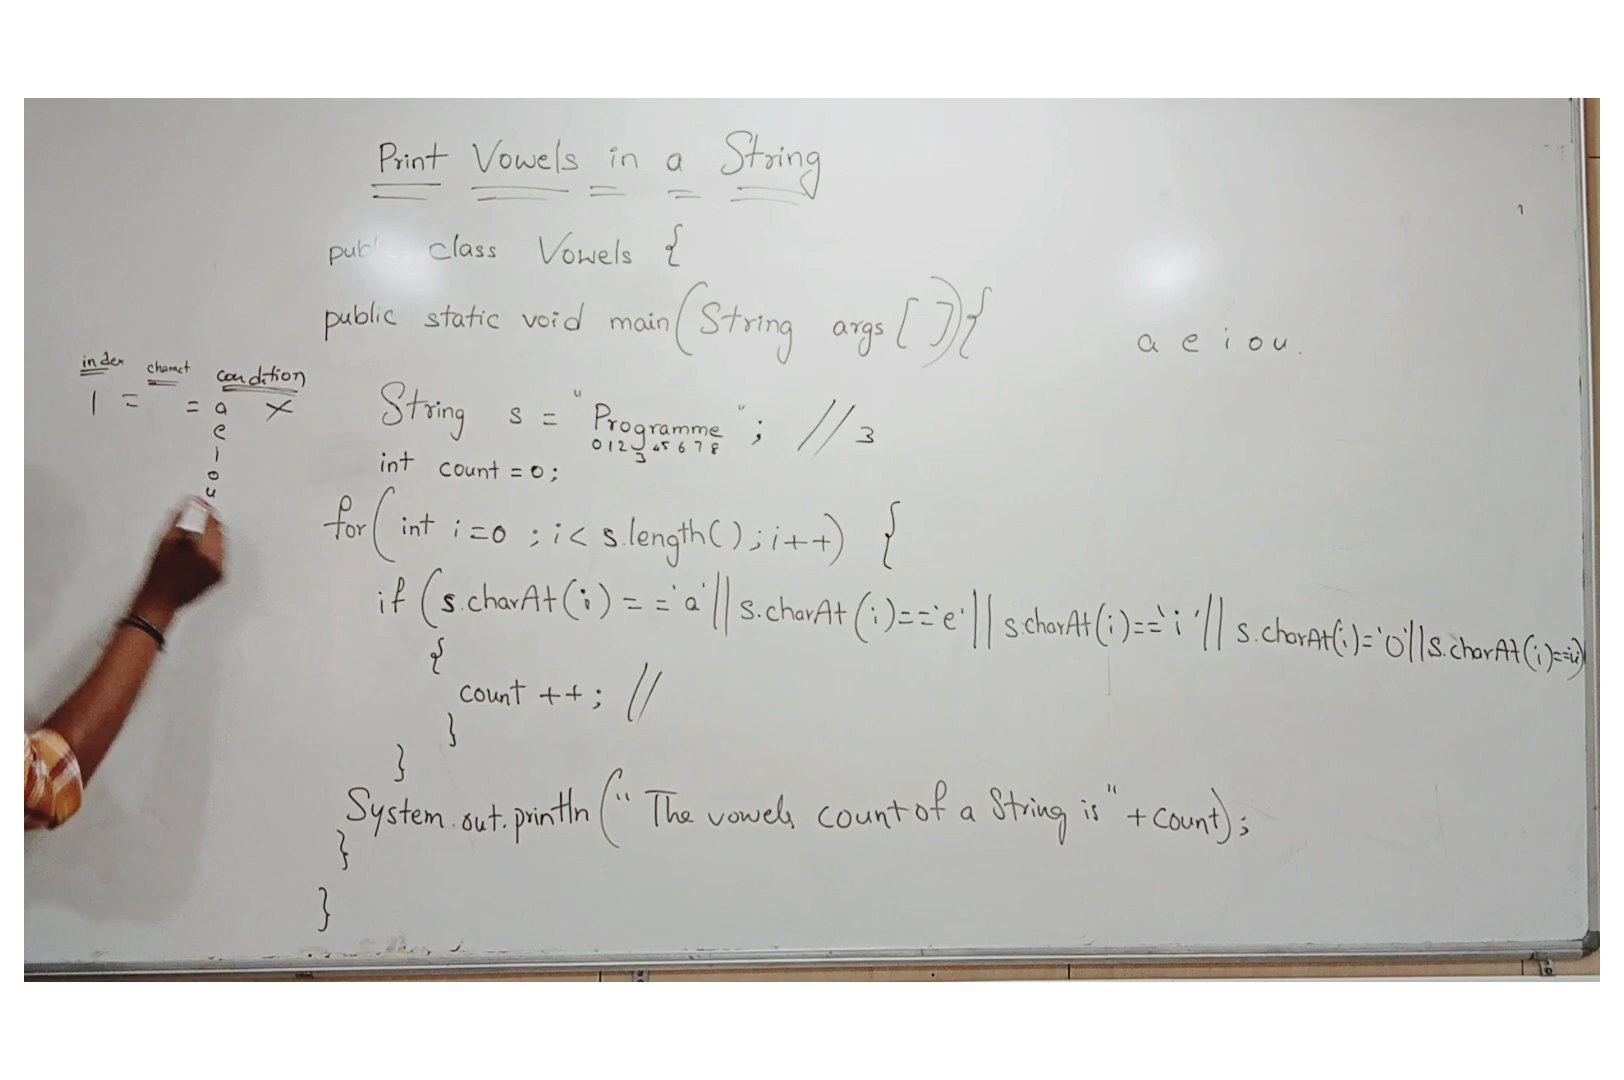 Print Vowels in a String
pub class Vowels {
public static void main(String args[]){
a e i o u.
index charact condition
1 = = a ×
e
i
o
u
String s = "Programme"; //3
0 1 2 3 4 5 6 7 8
int count = 0;
for(int i=0 ; i< s.length(); i++) {
if (s.charAt(i) == 'a'|| s.charAt(i)=='e'|| s.charAt(i)=='i'|| s.charAt(i)='o'||s.charAt(i)=='u')
{
count ++; //
}
}
System.out.println("The vowels count of a String is" + count);
}
}